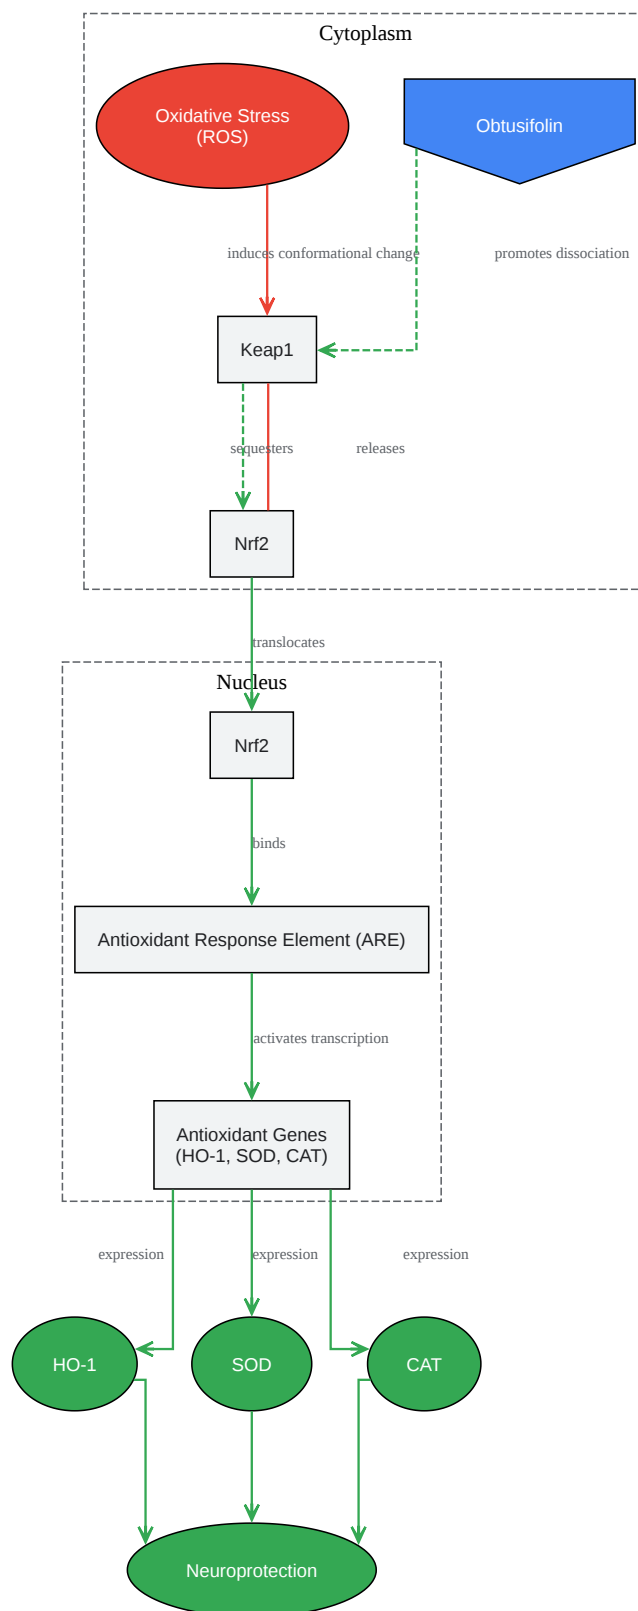 Cytoplasm
Oxidative Stress
(ROS)
Obtusifolin
induces conformational change
promotes dissociation
Keap1
sequesters
releases
Nrf2
translocates
Nucleus
Nrf2
binds
Antioxidant Response Element (ARE)
activates transcription
Antioxidant Genes
(HO-1, SOD, CAT)
expression
expression
expression
HO-1
SOD
CAT
Neuroprotection